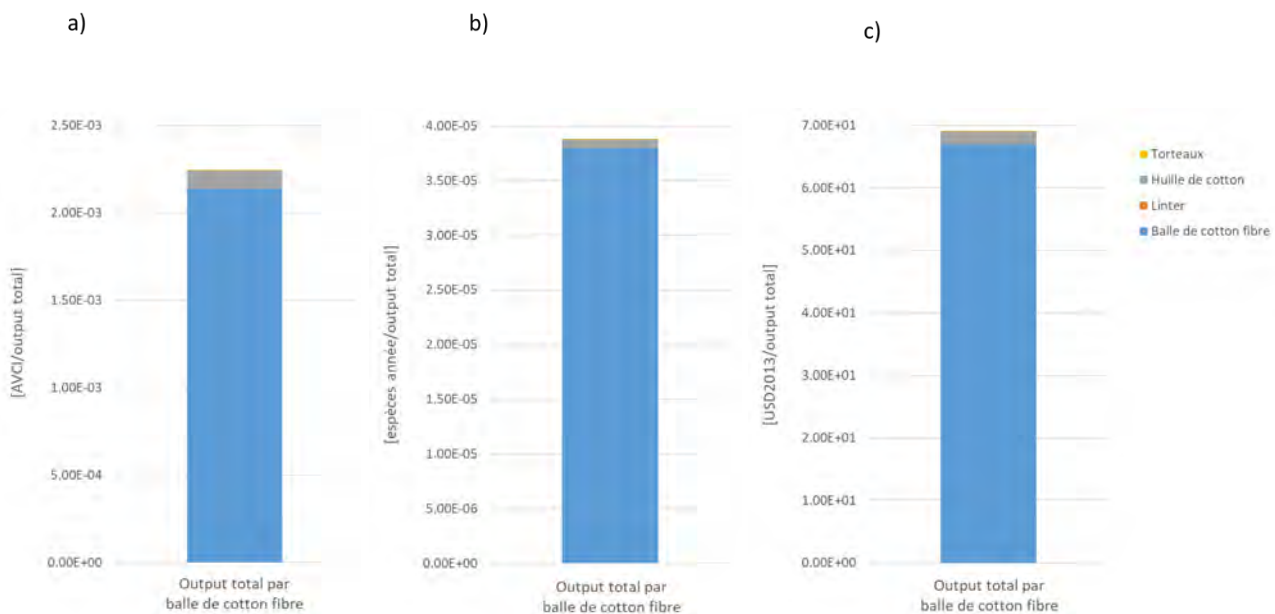 a)
b)
c)
2.50E-03
2.00E-03
1.50E-03
1.00E-03
5.00E-04
0.00E+00
[AVCI/output total]
Output total par
balle de cotton fibre
4.00E-05
3.50E-05
3.00E-05
2.50E-05
2.00E-05
1.50E-05
1.00E-05
5.00E-06
0.00E+00
[espèces année/output total]
Output total par
balle de cotton fibre
7.00E+01
6.00E+01
5.00E+01
4.00E+01
3.00E+01
2.00E+01
1.00E+01
0.00E+00
[USD2013/output total]
Output total par
balle de cotton fibre
Torteaux
Huille de cotton
Linter
Balle de cotton fibre